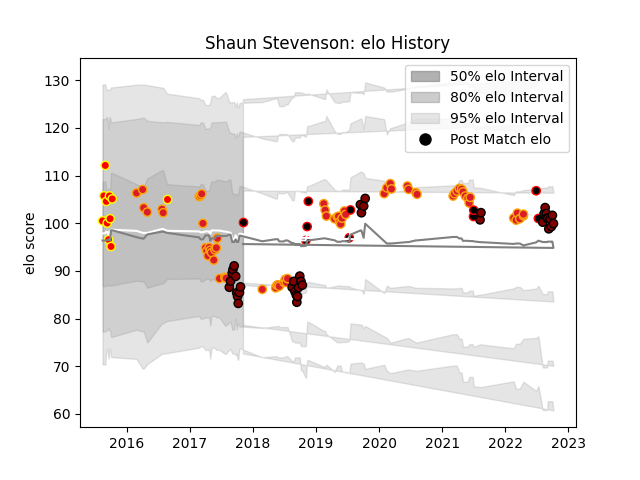 Shaun Stevenson: elo History
50% elo Interval
80% elo Interval
95% elo Interval
Post Match elo
elo score
130
120
110
100
90
80
70
60
2016
2017
2018
2019
2020
2021
2022
2023